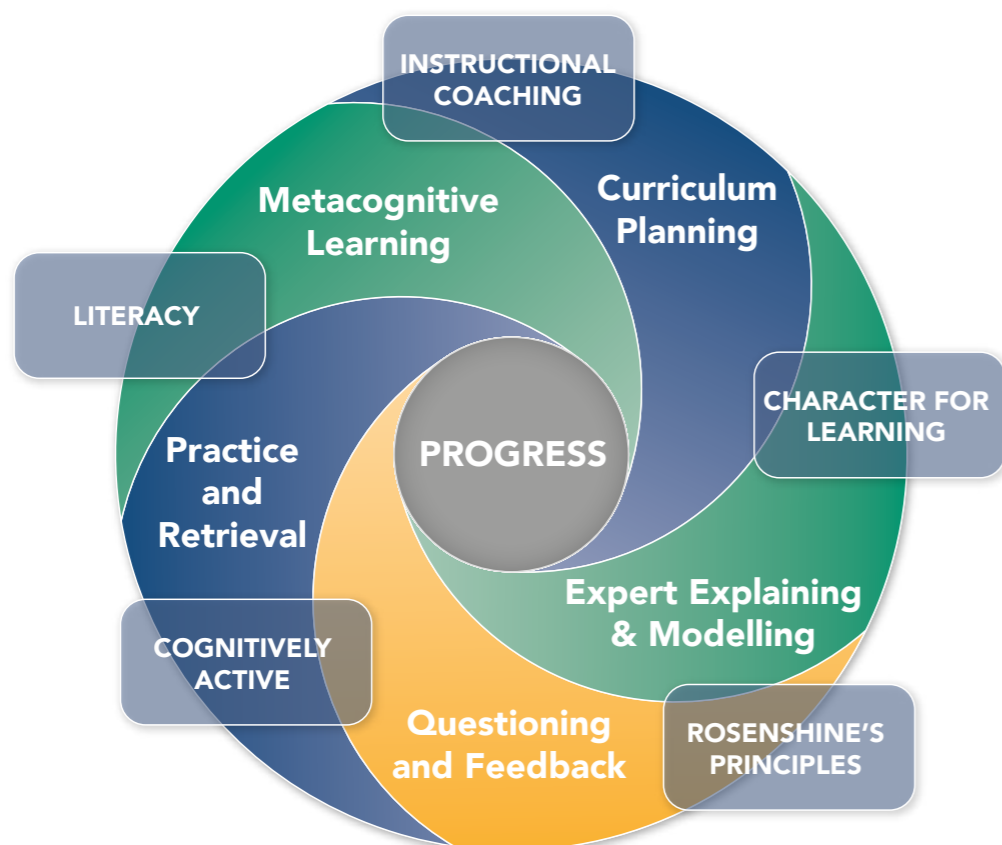 INSTRUCTIONAL
COACHING
Curriculum
Planning
Metacognitive
Learning
LITERACY
CHARACTER FOR
LEARNING
PROGRESS
Practice
and
Retrieval
Expert Explaining
& Modelling
COGNITIVELY
ACTIVE
Questioning
and Feedback
ROSENSHINE'S
PRINCIPLES